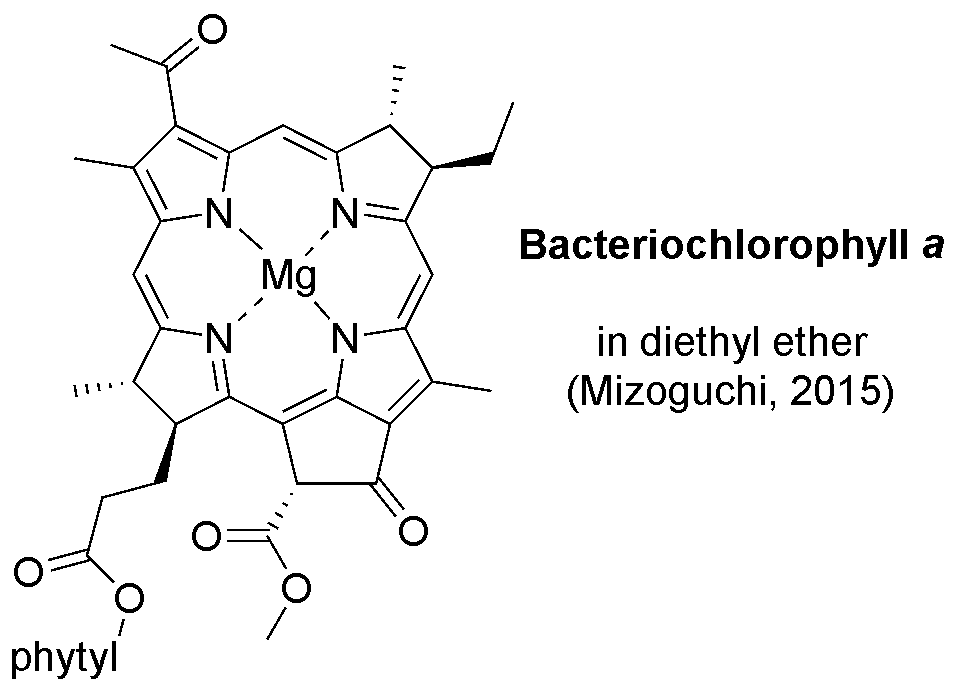 O
N
N
Mg
N
N
O
O
O
O
O
phytyl
Bacteriochlorophyll a
in diethyl ether
(Mizoguchi, 2015)